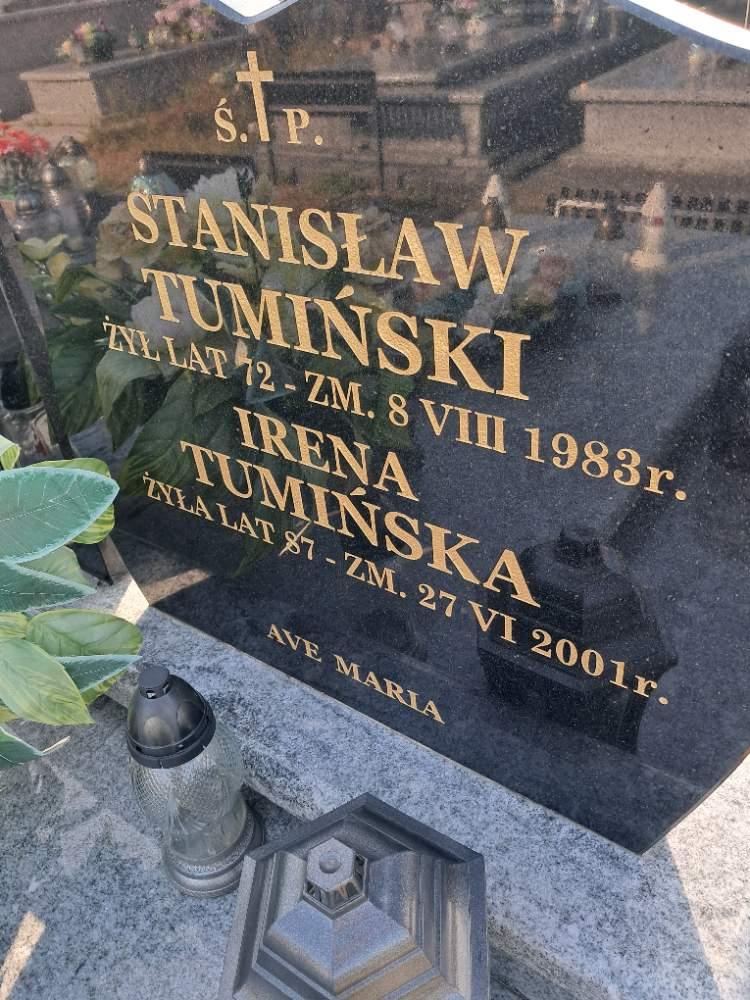 Ś. P.
STANISŁAW
TUMIŃSKI
ŻYŁ LAT 72 - ZM. 8 VIII 1983r.
IRENA
TUMIŃSKA
ŻYŁA LAT 87 - ZM. 27 VI 2001r.
AVE MARIA